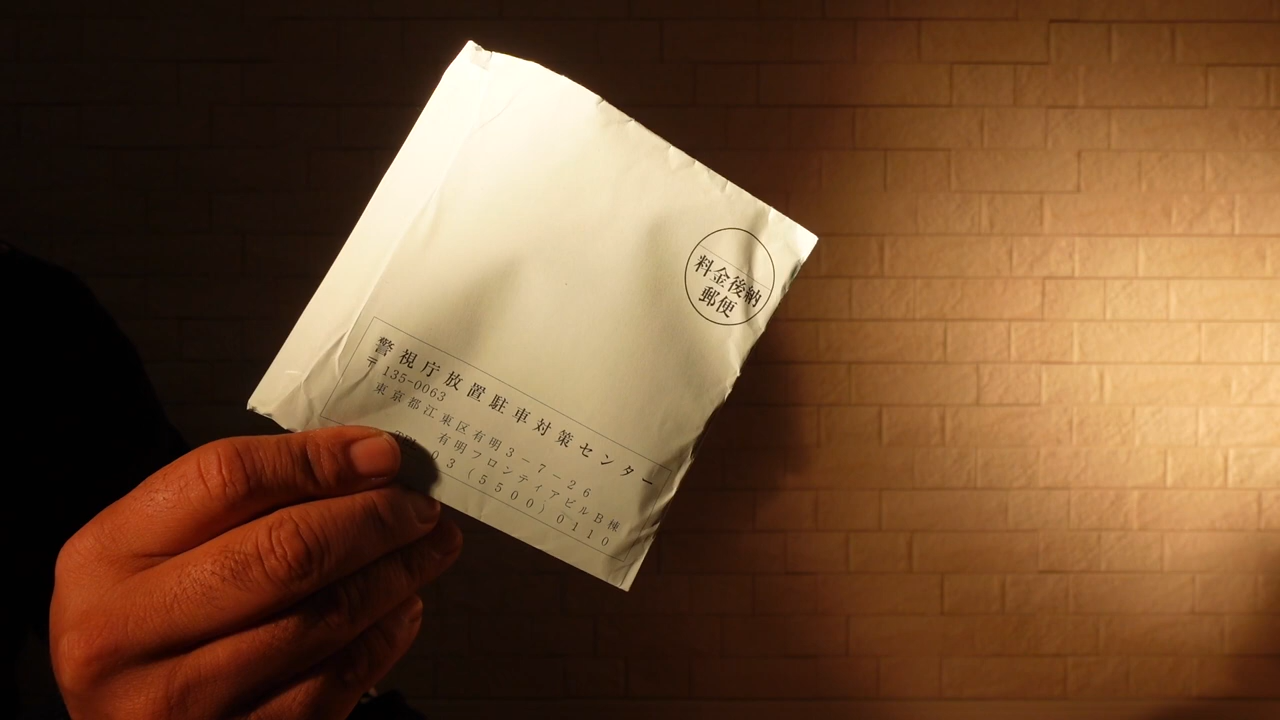 料金後納
郵便
警視庁放置駐車対策センター
〒135-0063
東京都江東区有明3-7-26
有明フロンティアビルB棟
TEL 03(5500)0110